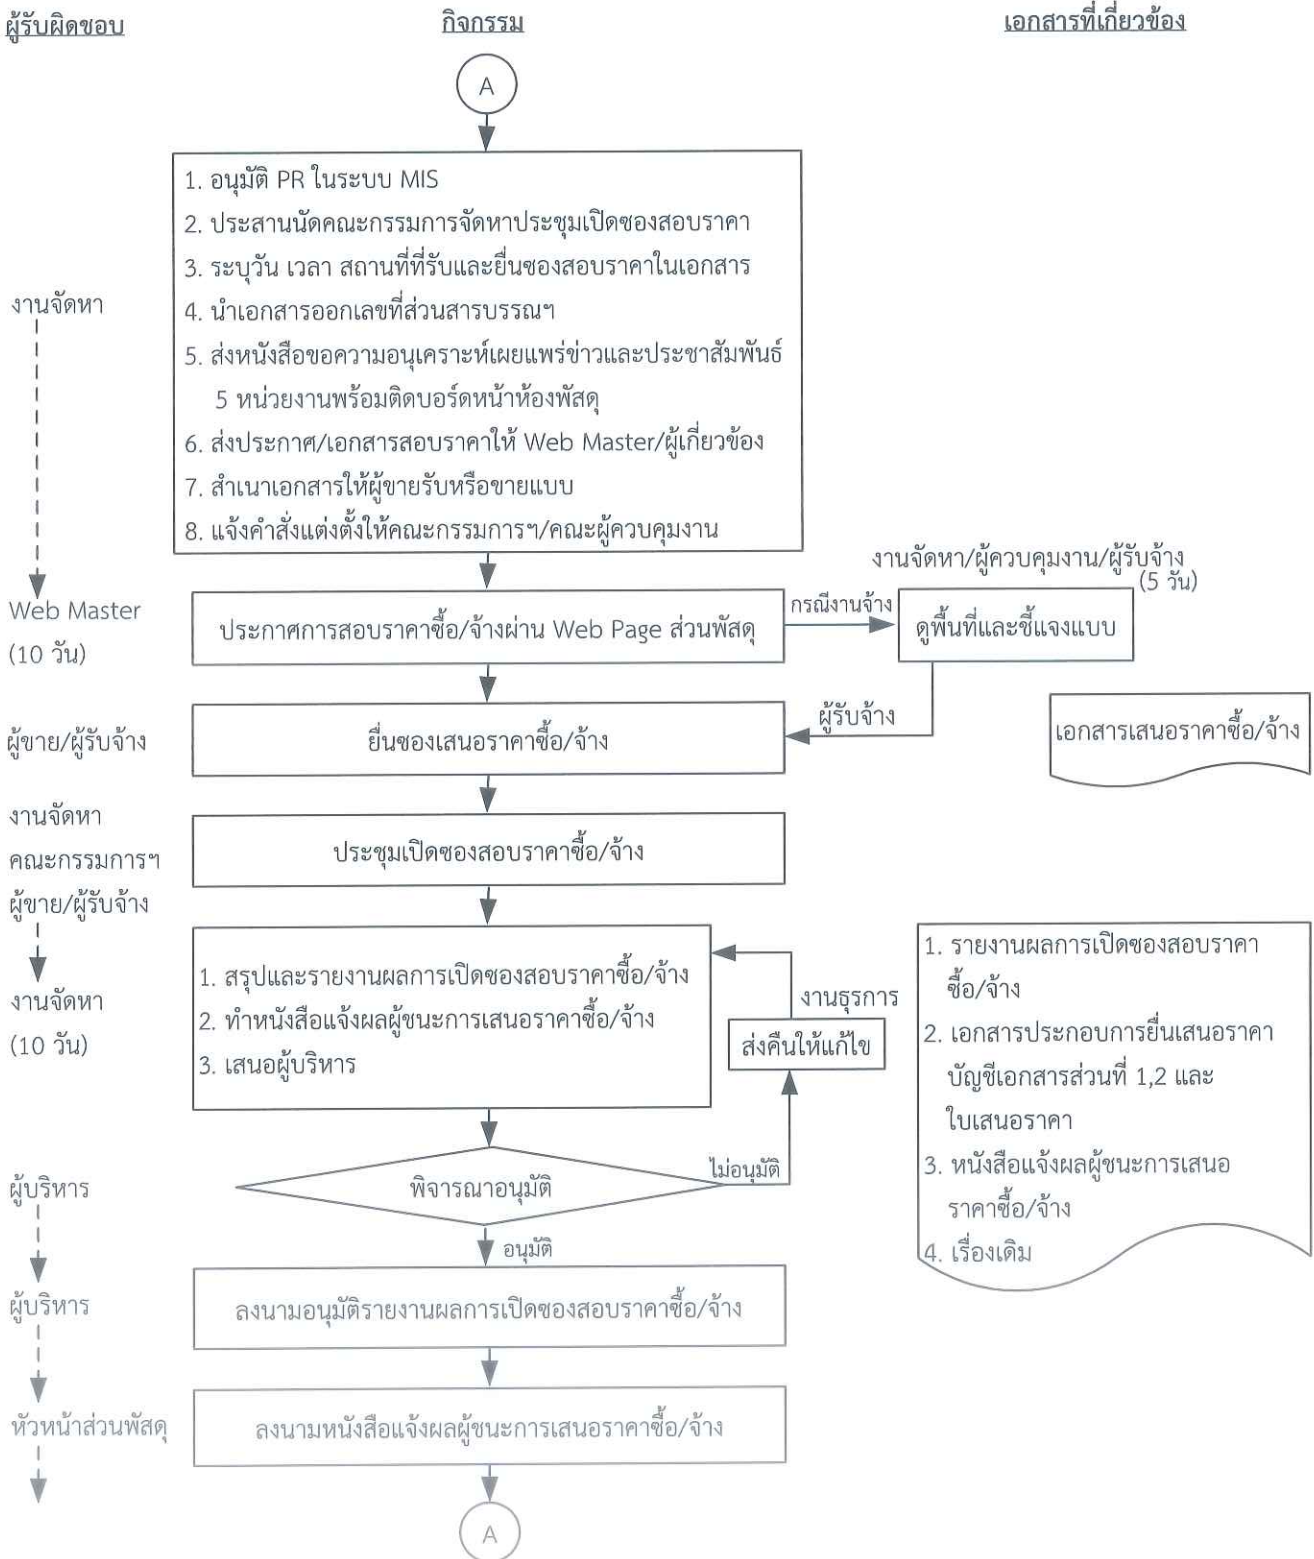 ผู้รับผิดชอบ
กิจกรรม
เอกสารที่เกี่ยวข้อง
A
1. อนุมัติ PR ในระบบ MIS
2. ประสานนัดคณะกรรมการจัดหาประชุมเปิดซองสอบราคา
3. ระบุวัน เวลา สถานที่ที่รับและยื่นซองสอบราคาในเอกสาร
งานจัดหา
4. นำเอกสารออกเลขที่ส่วนสารบรรณฯ
5. ส่งหนังสือขอความอนุเคราะห์เผยแพร่ข่าวและประชาสัมพันธ์
5 หน่วยงานพร้อมติดบอร์ดหน้าห้องพัสดุ
6. ส่งประกาศ/เอกสารสอบราคาให้ Web Master/ผู้เกี่ยวข้อง
7. สำเนาเอกสารให้ผู้ขายรับหรือขายแบบ
8. แจ้งคำสั่งแต่งตั้งให้คณะกรรมการฯ/คณะผู้ควบคุมงาน
งานจัดหา/ผู้ควบคุมงาน/ผู้รับจ้าง
(5 วัน)
Web Master
(10 วัน)
ประกาศการสอบราคาซื้อ/จ้างผ่าน Web Page ส่วนพัสดุ
กรณีงานจ้าง
ดูพื้นที่และชี้แจงแบบ
ผู้รับจ้าง
ผู้ขาย/ผู้รับจ้าง
ยื่นซองเสนอราคาซื้อ/จ้าง
เอกสารเสนอราคาซื้อ/จ้าง
งานจัดหา
คณะกรรมการฯ
ผู้ขาย/ผู้รับจ้าง
ประชุมเปิดซองสอบราคาซื้อ/จ้าง
งานจัดหา
(10 วัน)
1. สรุปและรายงานผลการเปิดซองสอบราคาซื้อ/จ้าง
2. ทำหนังสือแจ้งผลผู้ชนะการเสนอราคาซื้อ/จ้าง
3. เสนอผู้บริหาร
งานธุรการ
ส่งคืนให้แก้ไข
1. รายงานผลการเปิดซองสอบราคา
ซื้อ/จ้าง
2. เอกสารประกอบการยื่นเสนอราคา
บัญชีเอกสารส่วนที่ 1,2 และ
ใบเสนอราคา
3. หนังสือแจ้งผลผู้ชนะการเสนอ
ราคาซื้อ/จ้าง
4. เรื่องเดิม
ผู้บริหาร
พิจารณาอนุมัติ
ไม่อนุมัติ
อนุมัติ
ผู้บริหาร
ลงนามอนุมัติรายงานผลการเปิดซองสอบราคาซื้อ/จ้าง
หัวหน้าส่วนพัสดุ
ลงนามหนังสือแจ้งผลผู้ชนะการเสนอราคาซื้อ/จ้าง
A